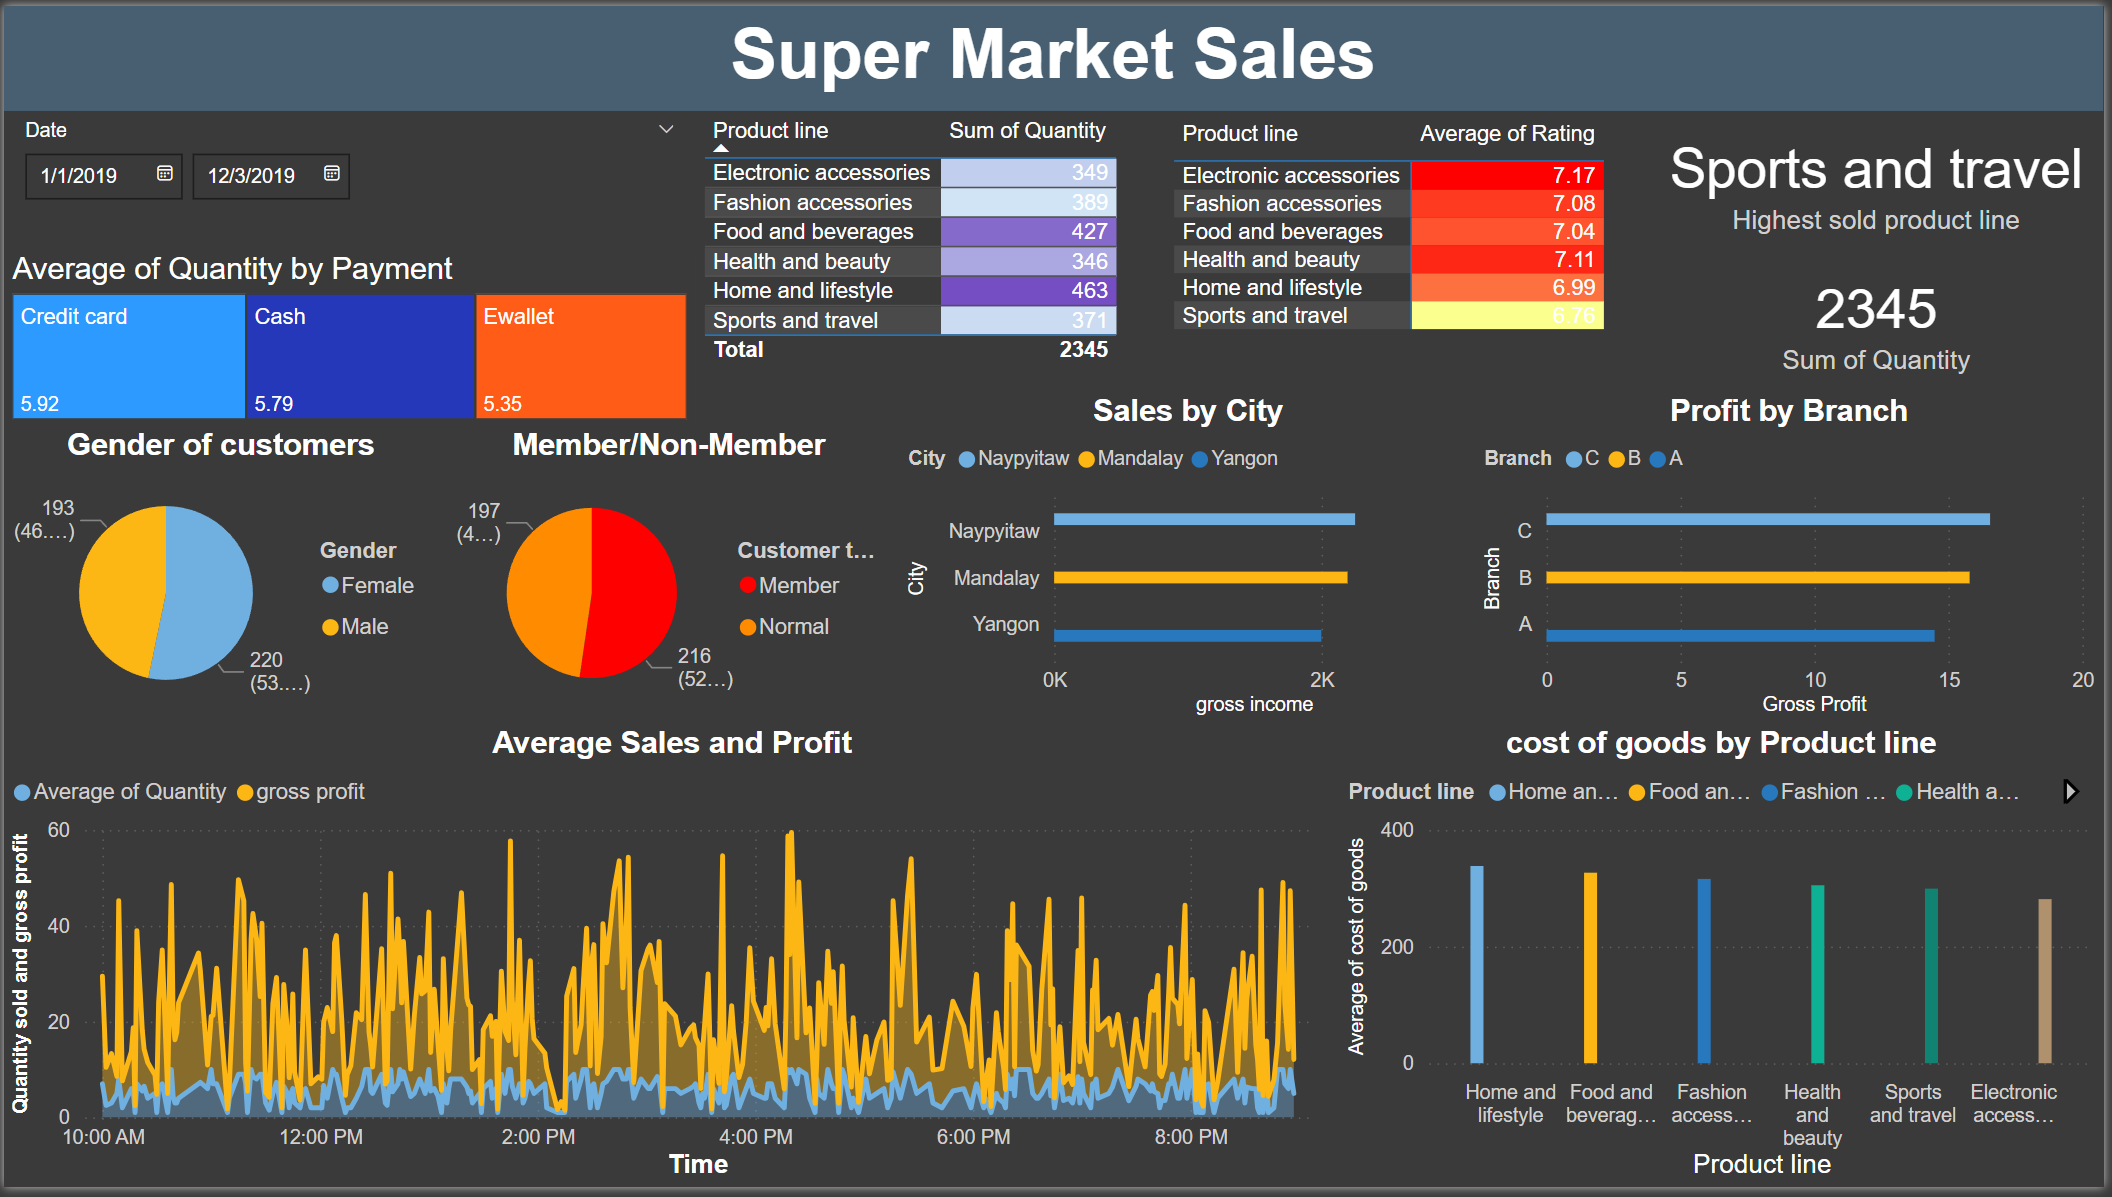 Super Market Sales
Date
1/1/2019
12/3/2019
Product line
Sum of Quantity
Electronic accessories 349
Fashion accessories 389
Food and beverages 427
Health and beauty 346
Home and lifestyle 463
Sports and travel 371
Total 2345
Product line
Average of Rating
Electronic accessories 7.17
Fashion accessories 7.08
Food and beverages 7.04
Health and beauty 7.11
Home and lifestyle 6.99
Sports and travel 6.76
Sports and travel
Highest sold product line
2345
Sum of Quantity
Average of Quantity by Payment
Credit card
5.92
Cash
5.79
Ewallet
5.35
Gender of customers
193
(46.…)
220
(53.…)
Gender
Female
Male
Member/Non-Member
197
(4…)
216
(52…)
Customer t…
Member
Normal
Sales by City
City Naypyitaw Mandalay Yangon
City
Naypyitaw
Mandalay
Yangon
0K 2K
gross income
Profit by Branch
Branch C B A
Branch
C
B
A
0 5 10 15 20
Gross Profit
Average Sales and Profit
Average of Quantity gross profit
Quantity sold and gross profit
60
40
20
0
10:00 AM 12:00 PM 2:00 PM 4:00 PM 6:00 PM 8:00 PM
Time
cost of goods by Product line
Product line Home an… Food an… Fashion … Health a…
Average of cost of goods
400
200
0
Home and
lifestyle
Food and
beverag…
Fashion
access…
Health
and
beauty
Sports
and travel
Electronic
access…
Product line